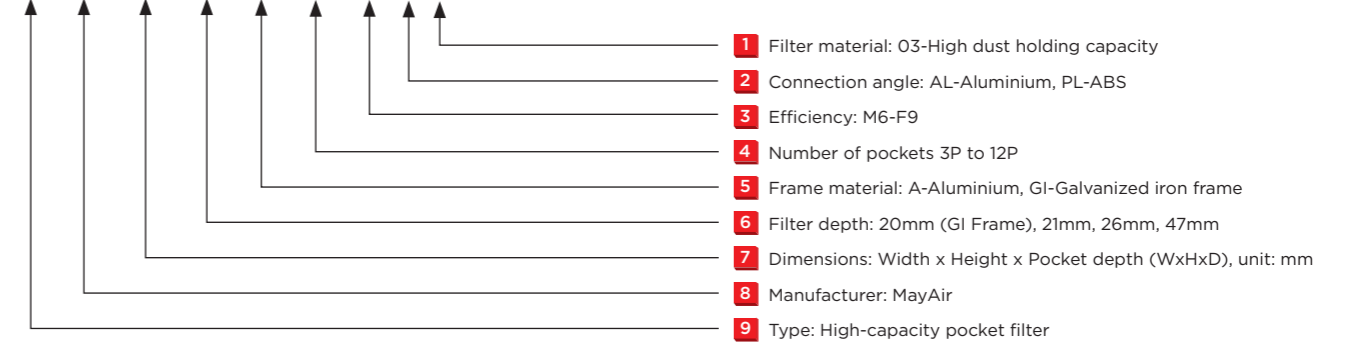 1 Filter material: 03-High dust holding capacity
2 Connection angle: AL-Aluminium, PL-ABS
3 Efficiency: M6-F9
4 Number of pockets 3P to 12P
5 Frame material: A-Aluminium, GI-Galvanized iron frame
6 Filter depth: 20mm (GI Frame), 21mm, 26mm, 47mm
7 Dimensions: Width x Height x Pocket depth (WxHxD), unit: mm
8 Manufacturer: MayAir
9 Type: High-capacity pocket filter